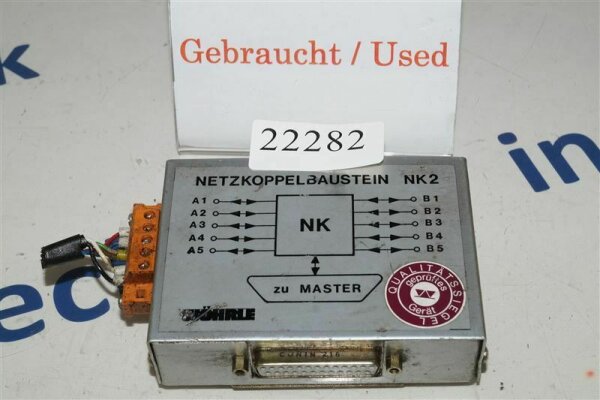 Gebraucht / Used
22282
NETZKOPPELBAUSTEIN NK2
A1 B1
A2 B2
A3 NK B3
A4 B4
A5 B5
zu MASTER
WÖHRLE
QUALITÄTSSIEGEL
geprüftes
Gerät